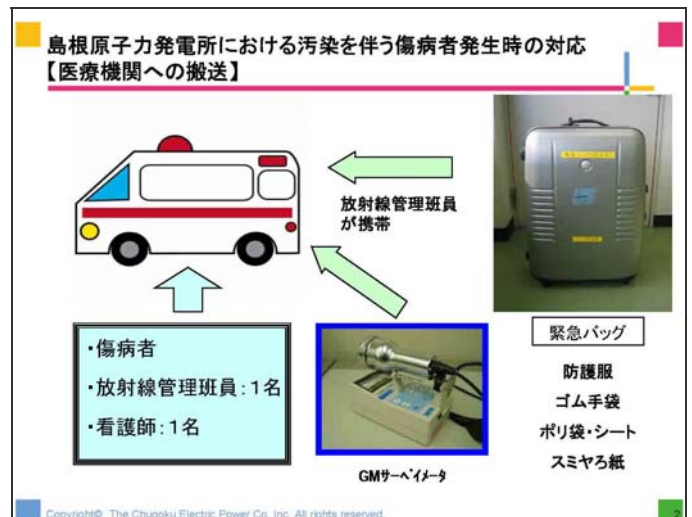 島根原子力発電所における汚染を伴う傷病者発生時の対応
【医療機関への搬送】
放射線管理班員
が携帯
・傷病者
・放射線管理班員：1名
・看護師：1名
GMサーベイメータ
緊急バッグ
防護服
ゴム手袋
ポリ袋・シート
スミヤろ紙
Copyright© The Chugoku Electric Power Co. Inc. All rights reserved.
2